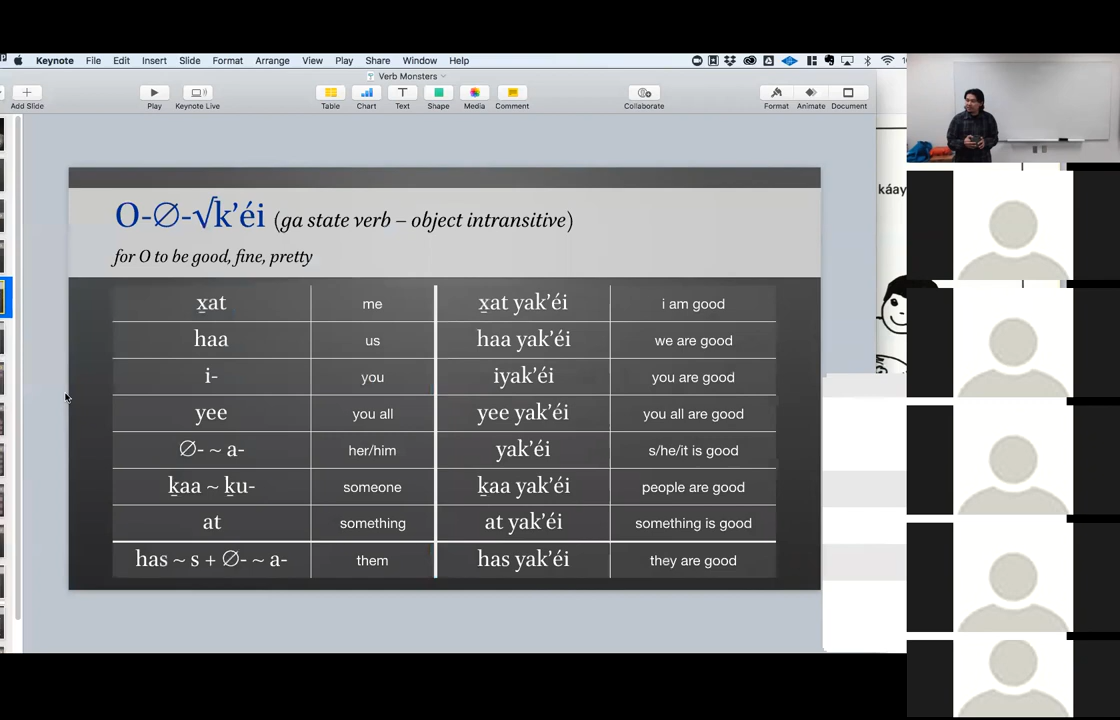 Keynote File Edit Insert Slide Format Arrange View Play Share Window Help
Verb Monsters
Add Slide Play Keynote Live Table Chart Text Shape Media Comment Collaborate Format Animate Document
O-∅-√k’éi (ga state verb – object intransitive)
for O to be good, fine, pretty
x̱at me x̱at yak’éi i am good
haa us haa yak’éi we are good
i- you iyak’éi you are good
yee you all yee yak’éi you all are good
∅- ~ a- her/him yak’éi s/he/it is good
ḵaa ~ ḵu- someone ḵaa yak’éi people are good
at something at yak’éi something is good
has ~ s + ∅- ~ a- them has yak’éi they are good